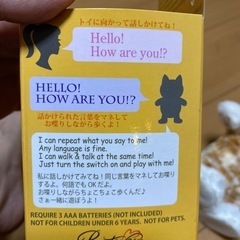 トイに向かって話しかけてね!
Hello!
How are you!?
HELLO!
HOW ARE YOU!?
話かけられた言葉をマネして
お喋りしながら歩くよ!
I can repeat what you say to me!
Any language is fine.
I can walk & talk at the same time!
Just turn the switch on and play with me!
私に話しかけてみてね!同じ言葉をマネしてお喋り
するよ。何語でもOKだよ。
お喋りしながらちょこちょこ歩くんだよ♪
さぁ一緒に遊ぼうよ!
REQUIRE 3 AAA BATTERIES (NOT INCLUDED)
NOT FOR CHILDREN UNDER 6 YEARS. NOT FOR PETS.